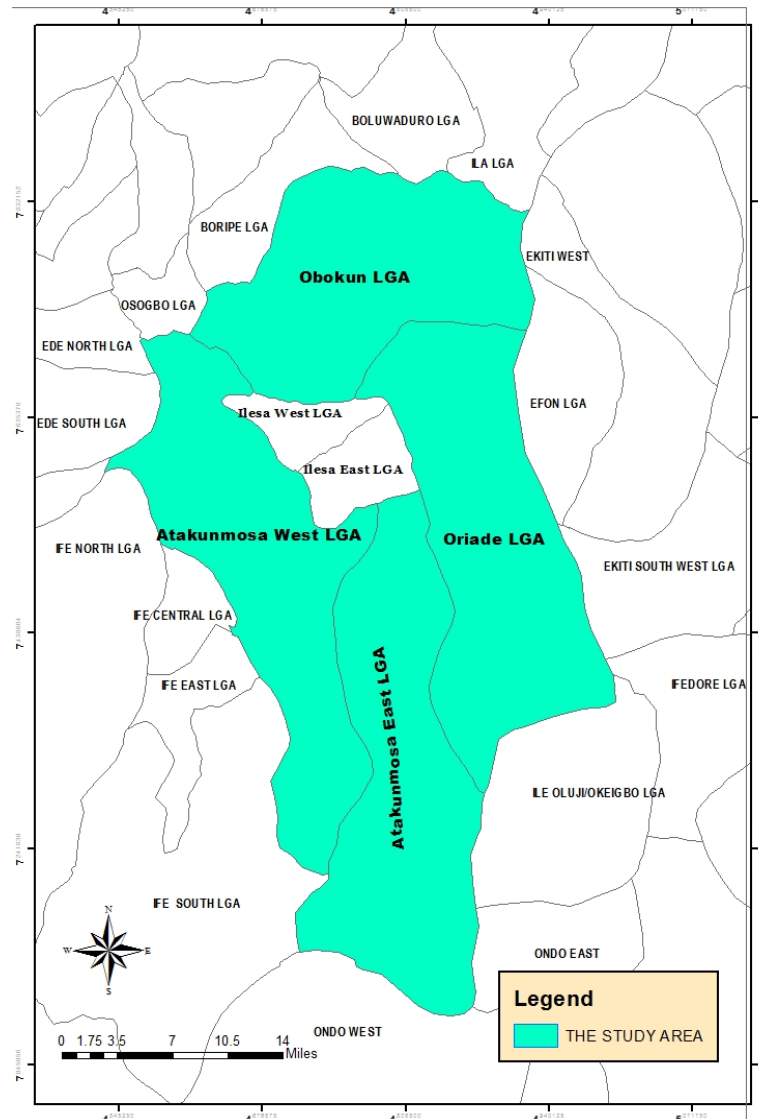 BOLUWADURO LGA
ILA LGA
BORIPE LGA
EKITI WEST
Obokun LGA
OSOGBO LGA
EDE NORTH LGA
EFON LGA
Ilesa West LGA
EDE SOUTH LGA
Ilesa East LGA
Atakunmosa West LGA
Oriade LGA
IFE NORTH LGA
EKITI SOUTH WEST LGA
IFE CENTRAL LGA
IFE EAST LGA
IFEDORE LGA
Atakunmosa East LGA
ILE OLUJI/OKEIGBO LGA
IFE SOUTH LGA
N
W E
S
ONDO EAST
Legend
THE STUDY AREA
ONDO WEST
0 1.75 3.5 7 10.5 14
Miles